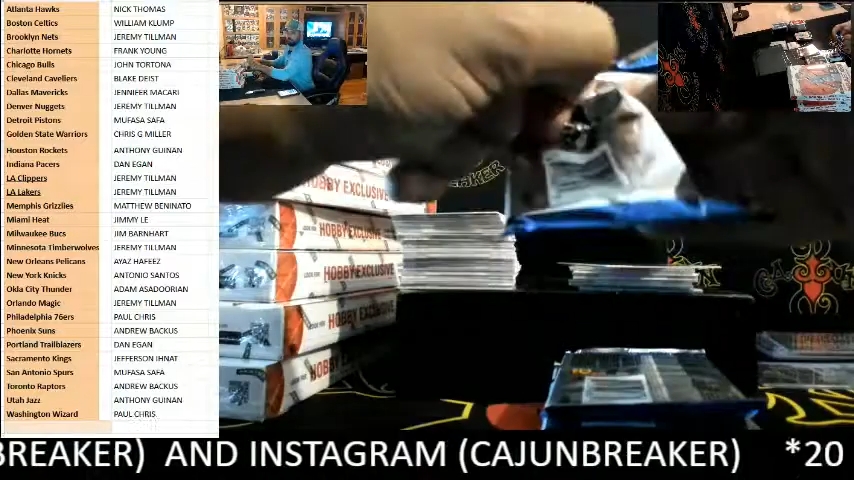 Atlanta Hawks NICK THOMAS
Boston Celtics WILLIAM KLUMP
Brooklyn Nets JEREMY TILLMAN
Charlotte Hornets FRANK YOUNG
Chicago Bulls JOHN TORTONA
Cleveland Caveliers BLAKE DEIST
Dallas Mavericks JENNIFER MACARI
Denver Nuggets JEREMY TILLMAN
Detroit Pistons MUFASA SAFA
Golden State Warriors CHRIS G MILLER
Houston Rockets ANTHONY GUINAN
Indiana Pacers DAN EGAN
LA Clippers JEREMY TILLMAN
LA Lakers JEREMY TILLMAN
Memphis Grizzlies MATTHEW BENINATO
Miami Heat JIMMY LE
Milwaukee Bucs JIM BARNHART
Minnesota Timberwolves JEREMY TILLMAN
New Orleans Pelicans AYAZ HAFEEZ
New York Knicks ANTONIO SANTOS
Okla City Thunder ADAM ASADOORIAN
Orlando Magic JEREMY TILLMAN
Philadelphia 76ers PAUL CHRIS
Phoenix Suns ANDREW BACKUS
Portland Trailblazers DAN EGAN
Sacramento Kings JEFFERSON IHNAT
San Antonio Spurs MUFASA SAFA
Toronto Raptors ANDREW BACKUS
Utah Jazz ANTHONY GUINAN
Washington Wizard PAUL CHRIS
HOBBY EXCLUSIVE
HOBBY EXCLUSIVE
HOBBY EXCLUSIVE
HOBBY EXCLUSIVE
HOBBY EXCLUSIVE
BREAKER) AND INSTAGRAM (CAJUNBREAKER) *20